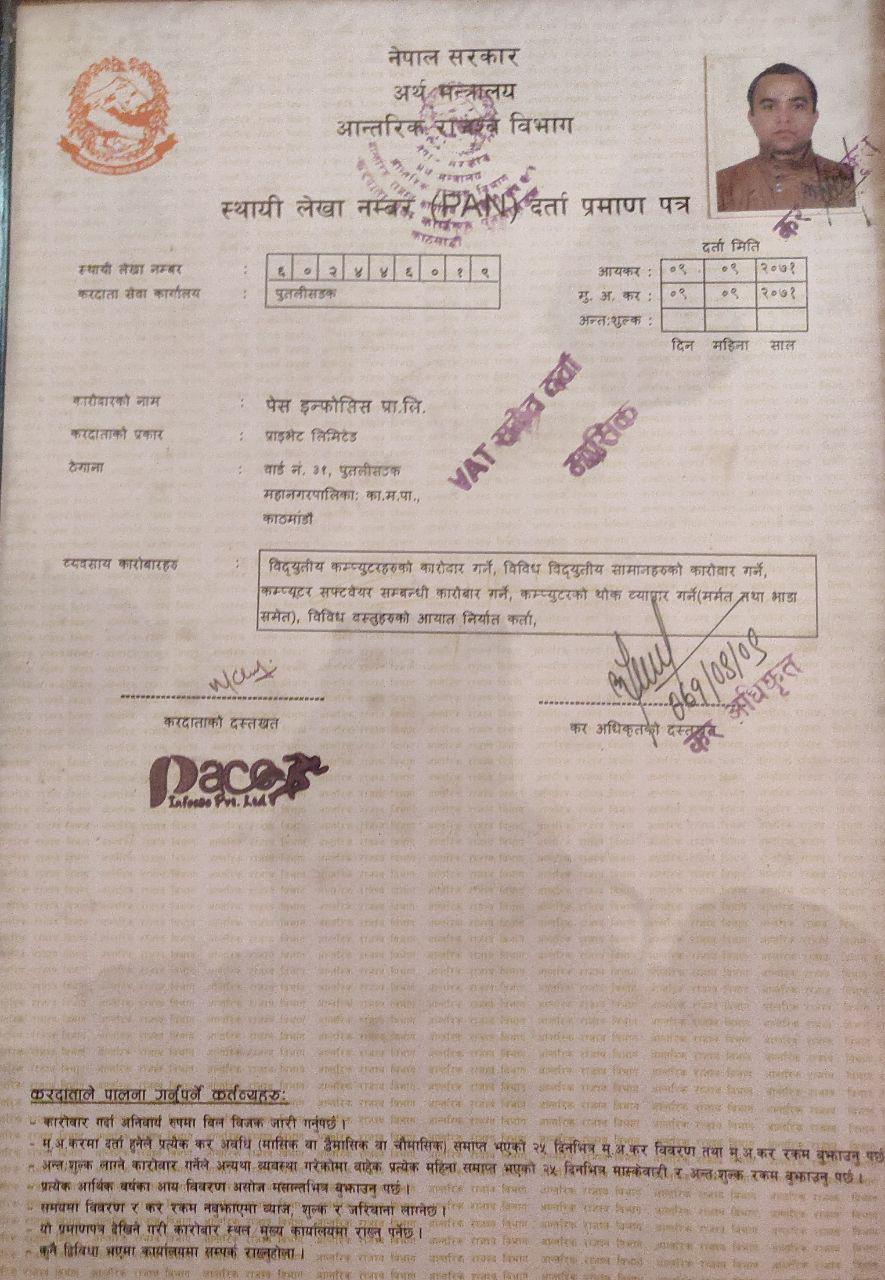 नेपाल सरकार
अर्थ मन्त्रालय
आन्तरिक राजश्व विभाग
स्थायी लेखा नम्बर (PAN) दर्ता प्रमाण पत्र
दर्ता मिति
स्थायी लेखा नम्बर : ६ ० २ ४ ४ ६ ० १ ९
करदाता सेवा कार्यालय : पुतलीसडक
आयकर : ०९ ०९ २०७१
मु. अ. कर : ०९ ०९ २०७१
अन्त:शुल्क :
दिन महिना साल
कारोवारको नाम : पेस इन्फोसिस प्रा.लि.
करदाताको प्रकार : प्राइभेट लिमिटेड
ठेगाना : वार्ड नं. ३१, पुतलीसडक
महानगरपालिका: का.म.पा.,
काठमांडौ
VAT समेत दर्ता
मासिक
व्यवसाय कारोबारहरु : विद्युतीय कम्प्युटरहरुको कारोवार गर्ने, विविध विद्युतीय सामानहरुको कारोवार गर्ने,
कम्प्यूटर सफ्टवेयर सम्बन्धी कारोबार गर्ने, कम्प्युटरको थोक व्यापार गर्ने(मर्मत तथा भाडा
समेत), विविध वस्तुहरुको आयात निर्यात कर्ता,
करदाताको दस्तखत
कर अधिकृतको दस्तखत
कर अधिकृत
Pace
Infosys Pvt. Ltd
करदाताले पालना गर्नुपर्ने कर्तव्यहरु:
- कारोवार गर्दा अनिवार्य रुपमा विल विजक जारी गर्नुपर्छ ।
- मू.अ.करमा दर्ता हुनेले प्रत्येक कर अवधि (मासिक वा द्वैमासिक वा चौमासिक) समाप्त भएको २५ दिनभित्र मू.अ.कर विवरण तथा मू.अ.कर रकम बुझाउनु पर्छ
- अन्त:शुल्क लाग्ने कारोवार गर्नेले अन्यथा व्यवस्था गरेकोमा वाहेक प्रत्येक महिना समाप्त भएको २५ दिनभित्र मास्केवारी र अन्त:शुल्क रकम बुझाउनु पर्छ ।
- प्रत्येक आर्थिक वर्षका आय विवरण असोज मसान्तभित्र बुझाउनु पर्छ ।
- समयमा विवरण र कर रकम नवुझाएमा व्याज, शुल्क र जरिवाना लाग्नेछ ।
- यो प्रमाणपत्र देखिने गरी कारोवार स्थल, मुख्य कार्यालयमा राख्नु पर्नेछ ।
- कुनै द्विविधा भएमा कार्यालयमा सम्पर्क राख्नुहोला ।